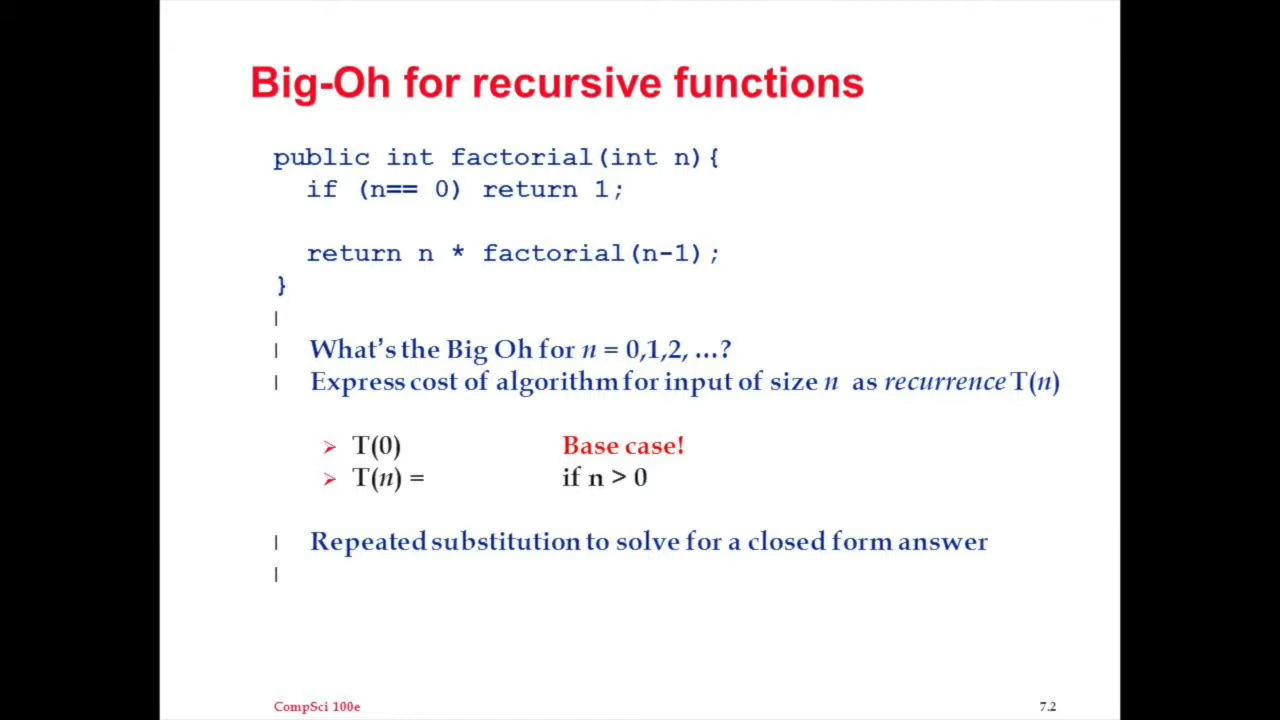 Big-Oh for recursive functions
public int factorial(int n){
if (n== 0) return 1;
return n * factorial(n-1);
}
What's the Big Oh for n = 0,1,2, …?
Express cost of algorithm for input of size n as recurrence T(n)
T(0) Base case!
T(n) = if n > 0
Repeated substitution to solve for a closed form answer
CompSci 100e 7.2